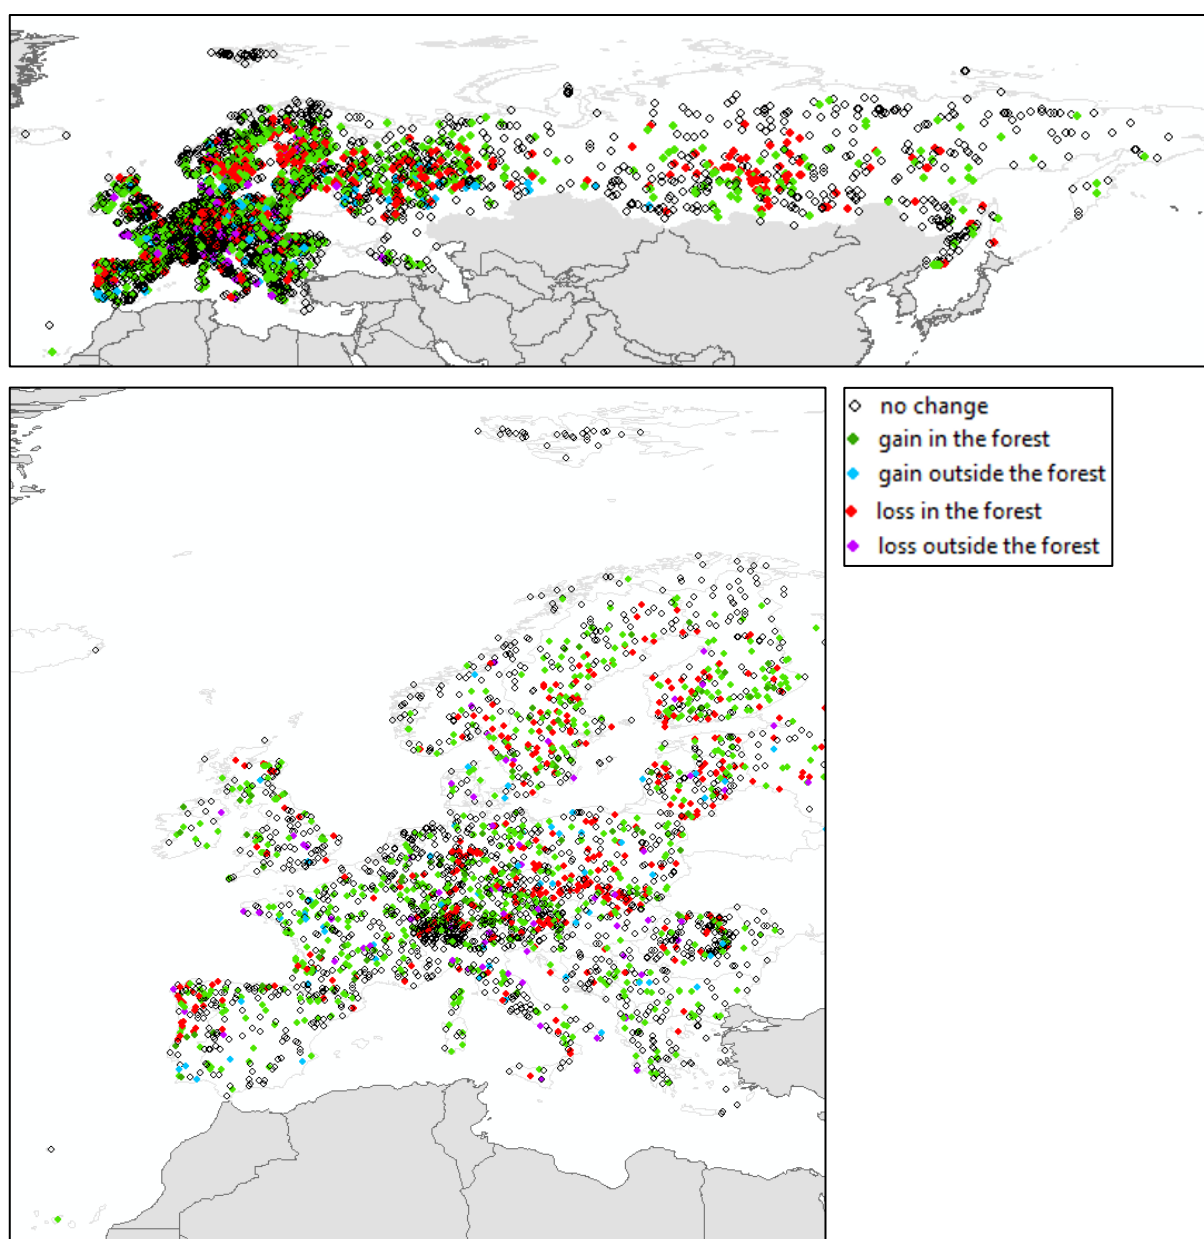 no change
gain in the forest
gain outside the forest
loss in the forest
loss outside the forest